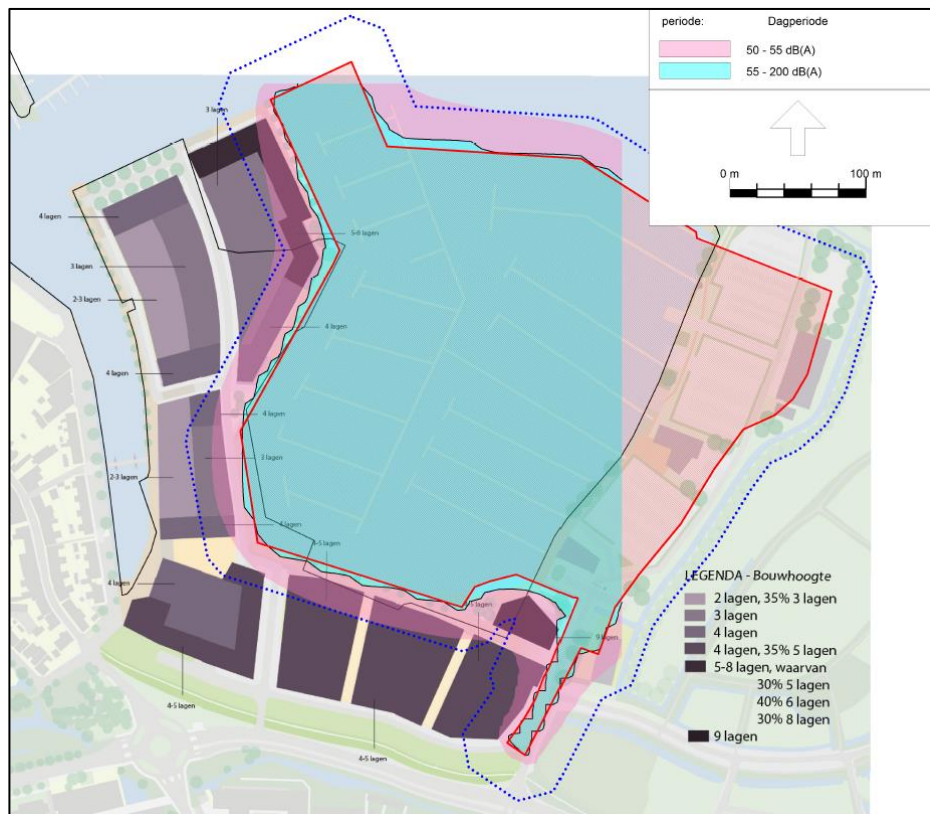 periode: Dagperiode
50 - 55 dB(A)
55 - 200 dB(A)
0 m 100 m
3 lagen
4 lagen
5-8 lagen
3 lagen
2-3 lagen
4 lagen
4 lagen
4 lagen
3 lagen
2-3 lagen
4 lagen
4-5 lagen
4 lagen
9 lagen
4-5 lagen
4-5 lagen
LEGENDA - Bouwhoogte
2 lagen, 35% 3 lagen
3 lagen
4 lagen
4 lagen, 35% 5 lagen
5-8 lagen, waarvan
30% 5 lagen
40% 6 lagen
30% 8 lagen
9 lagen